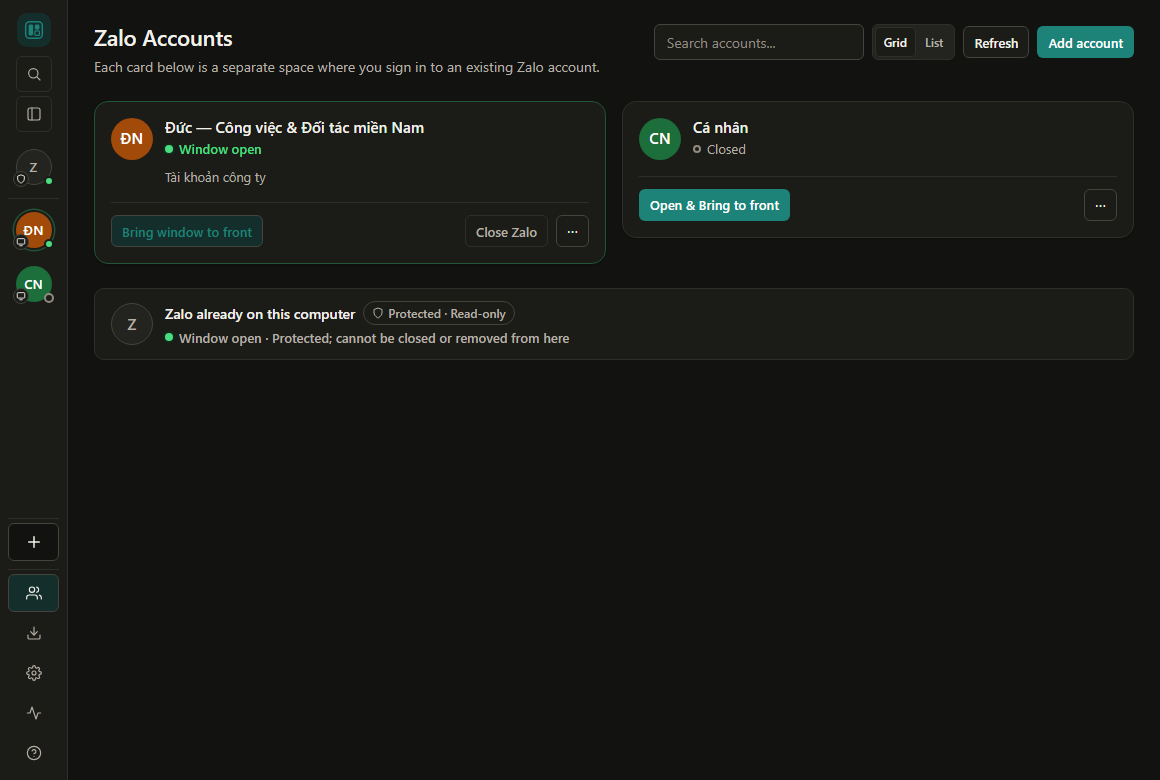 Zalo Accounts
Each card below is a separate space where you sign in to an existing Zalo account.
Search accounts...
Grid
List
Refresh
Add account
Z
ĐN
CN
ĐN
Đức — Công việc & Đối tác miền Nam
Window open
Tài khoản công ty
Bring window to front
Close Zalo
...
CN
Cá nhân
Closed
Open & Bring to front
...
Z
Zalo already on this computer
Protected · Read-only
Window open · Protected; cannot be closed or removed from here